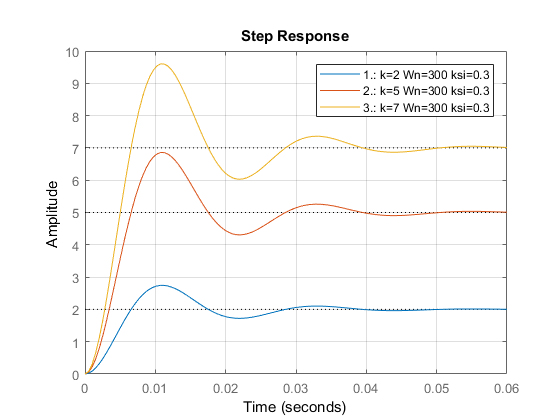 Step Response
10
9
8
7
6
5
4
3
2
1
0
Amplitude
1.: k=2 Wn=300 ksi=0.3
2.: k=5 Wn=300 ksi=0.3
3.: k=7 Wn=300 ksi=0.3
0 0.01 0.02 0.03 0.04 0.05 0.06
Time (seconds)